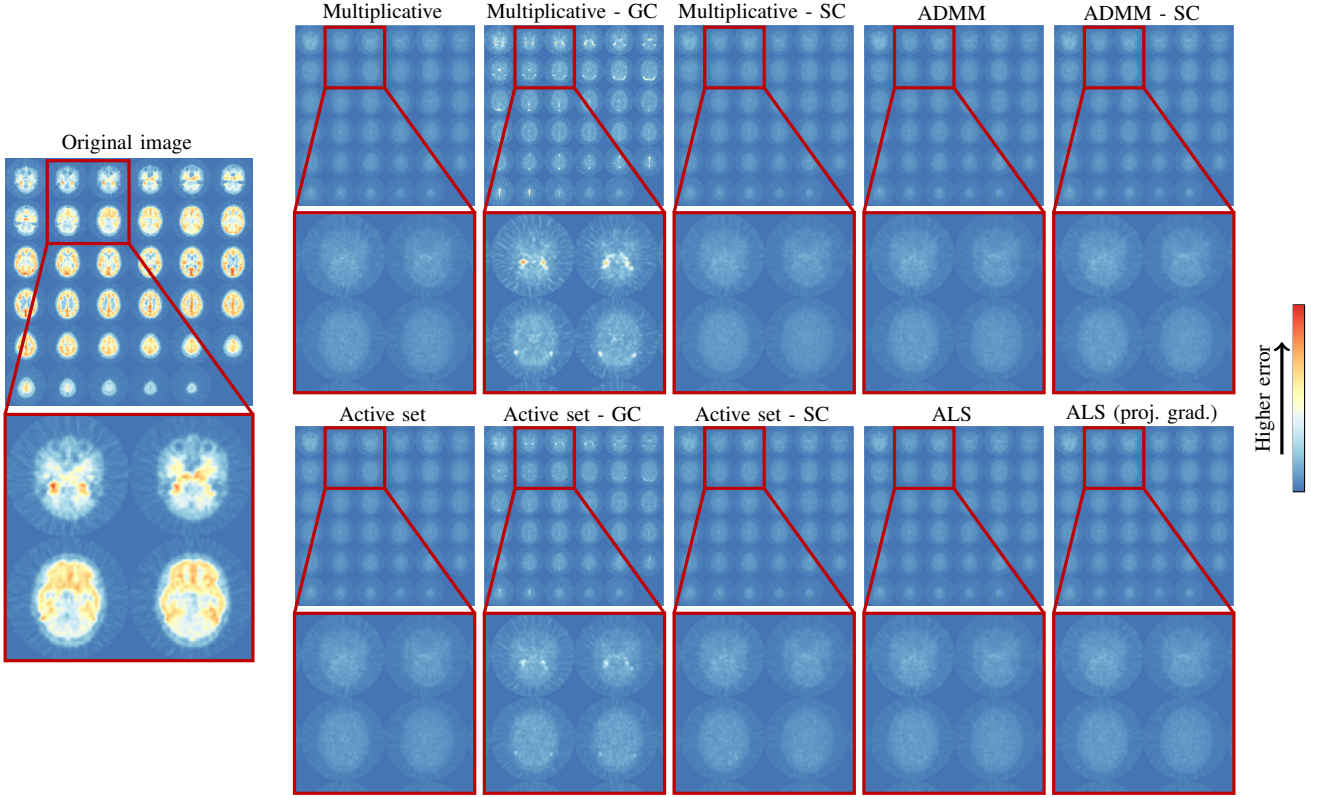 Multiplicative
Multiplicative - GC
Multiplicative - SC
ADMM
ADMM - SC
Original image
Active set
Active set - GC
Active set - SC
ALS
ALS (proj. grad.)
Higher error